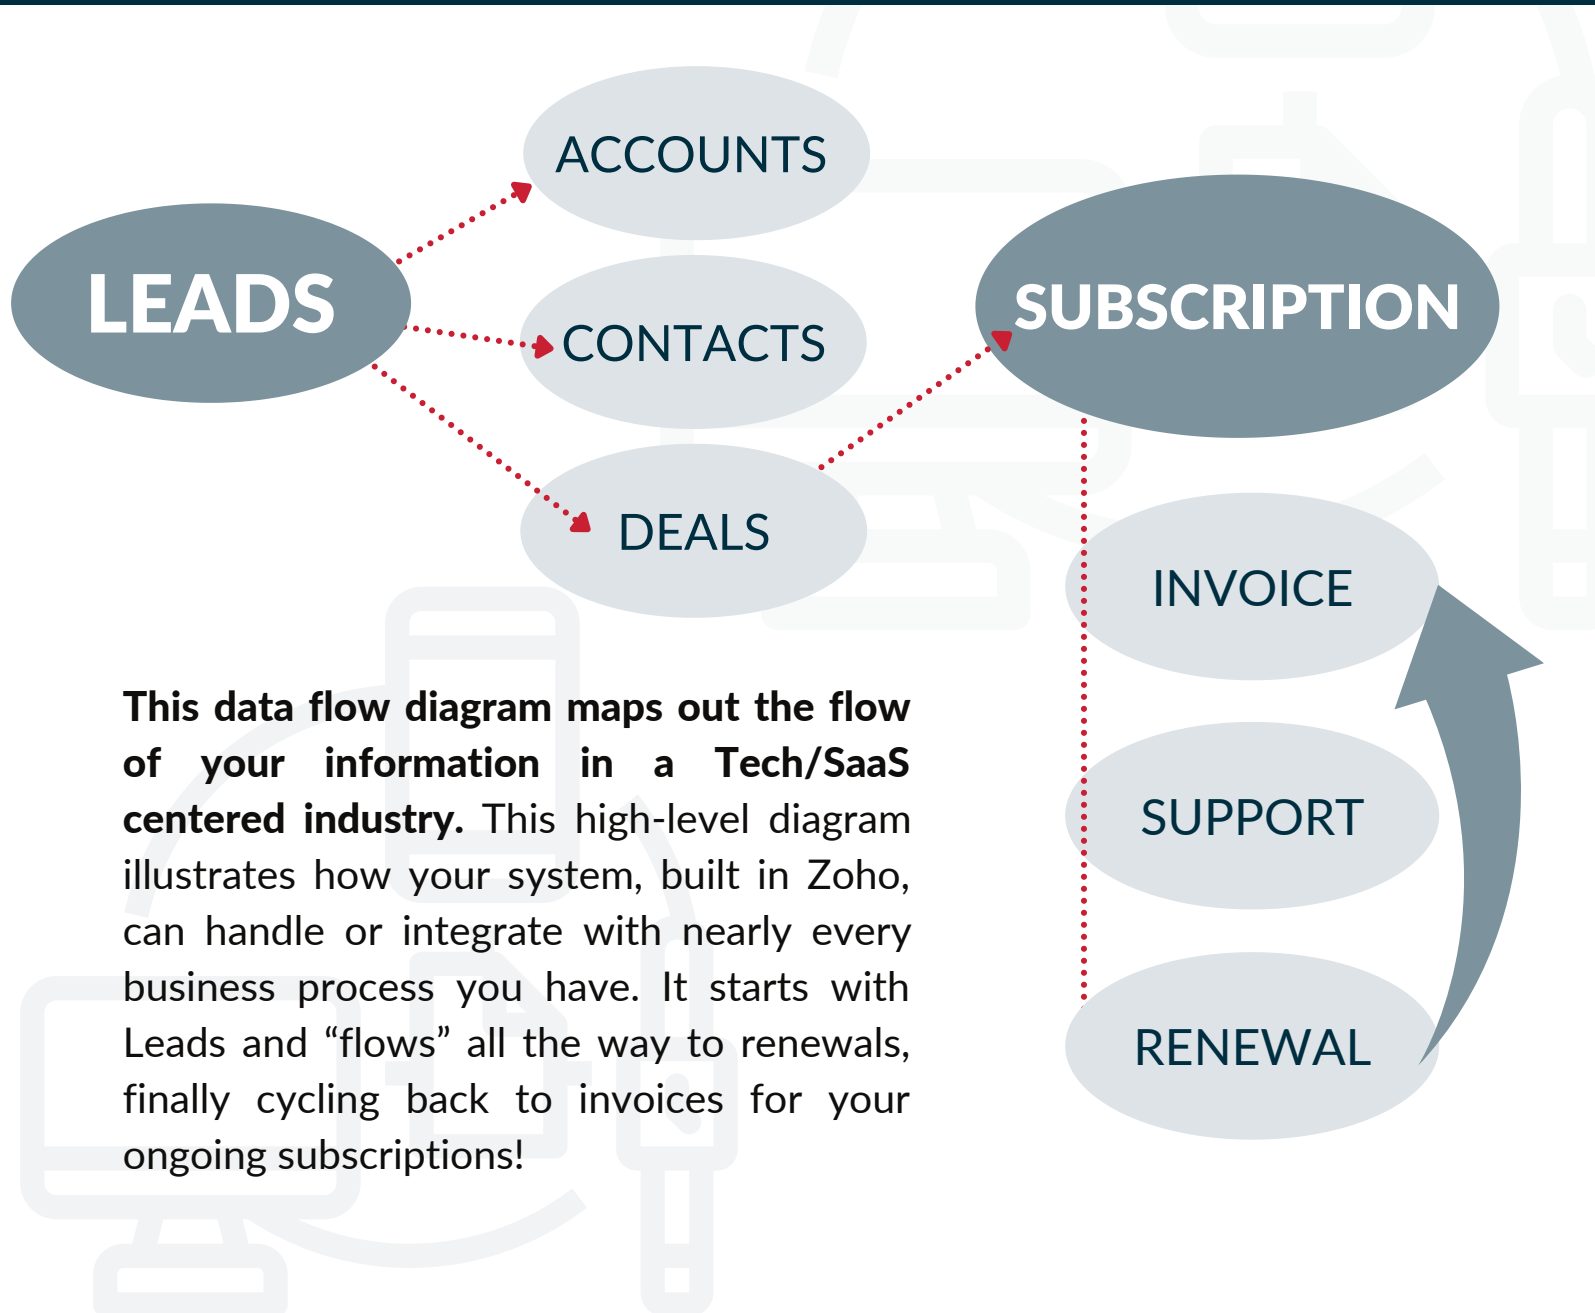 ACCOUNTS
LEADS
CONTACTS
DEALS
SUBSCRIPTION
INVOICE
SUPPORT
RENEWAL
This data flow diagram maps out the flow
of your information in a Tech/SaaS
centered industry. This high-level diagram
illustrates how your system, built in Zoho,
can handle or integrate with nearly every
business process you have. It starts with
Leads and “flows” all the way to renewals,
finally cycling back to invoices for your
ongoing subscriptions!